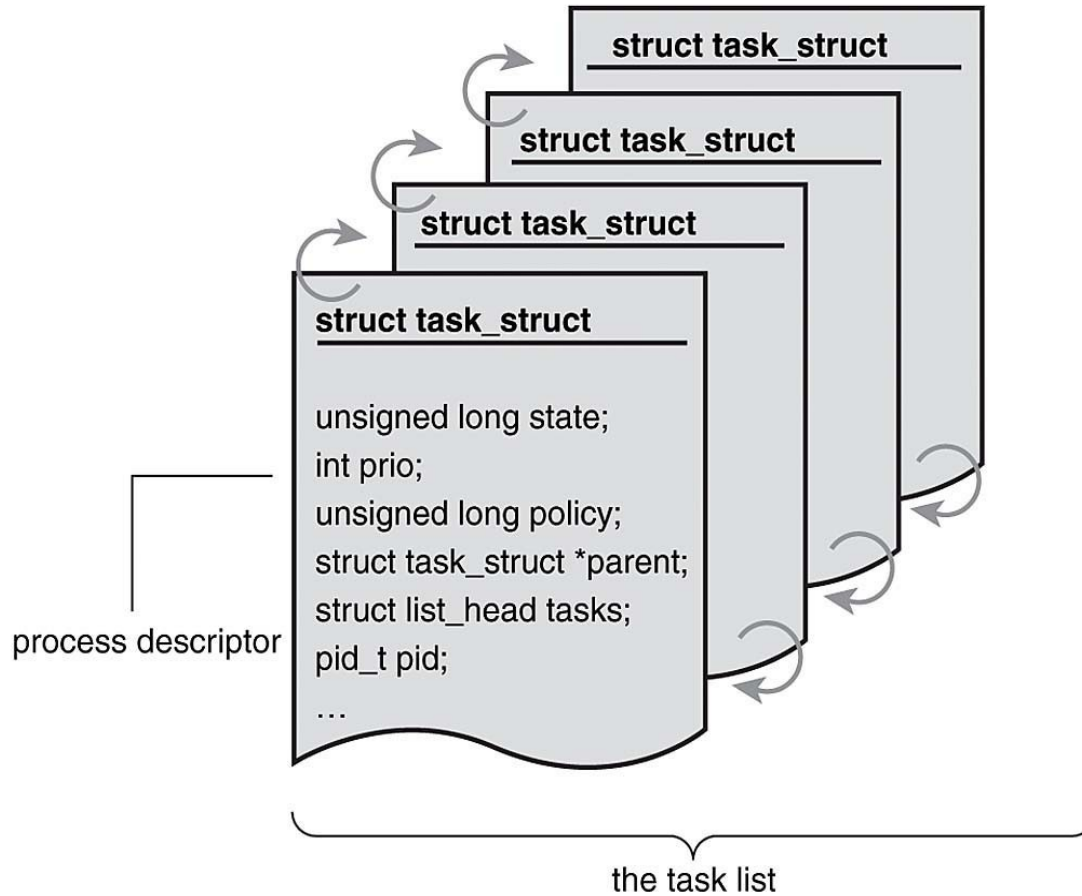 struct task_struct
struct task_struct
struct task_struct
struct task_struct
unsigned long state;
int prio;
unsigned long policy;
struct task_struct *parent;
struct list_head tasks;
pid_t pid;
...
process descriptor
the task list